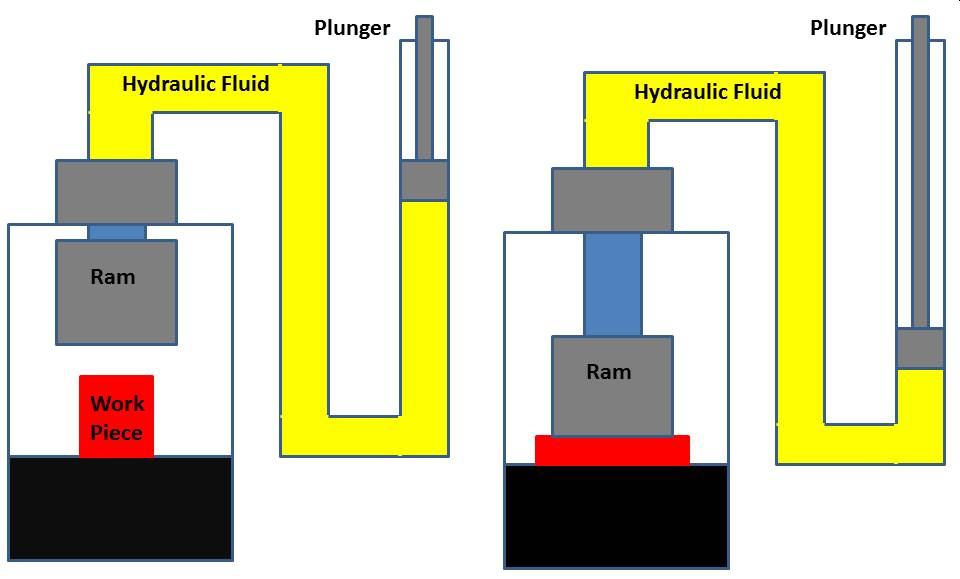 Plunger
Hydraulic Fluid
Ram
Work
Piece
Plunger
Hydraulic Fluid
Ram